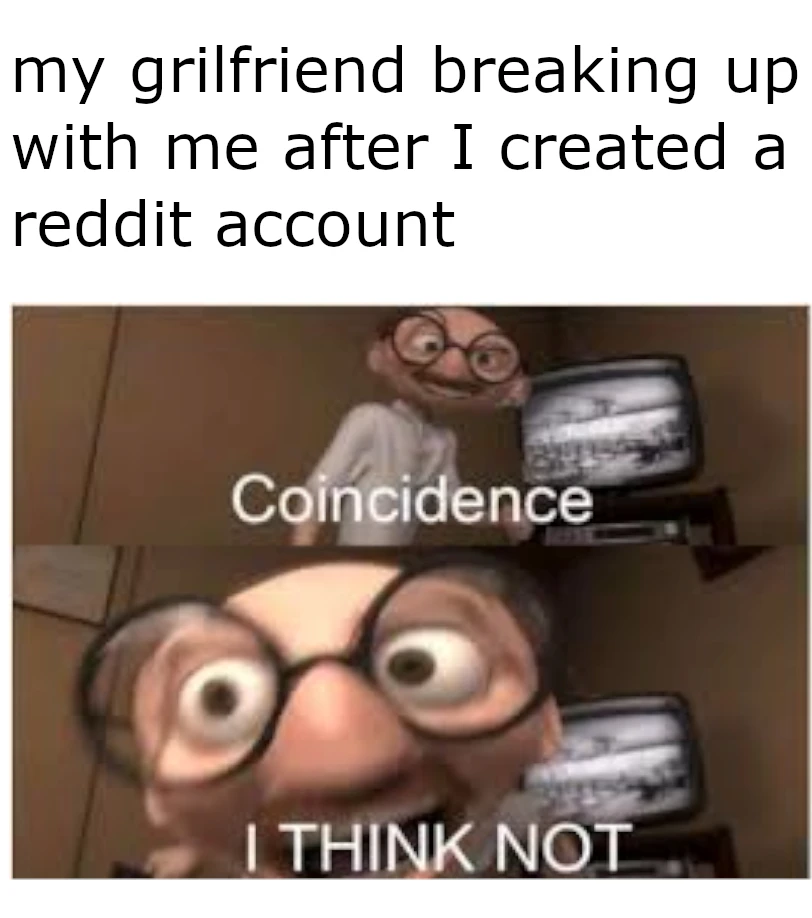 my grilfriend breaking up
with me after I created a
reddit account
Coincidence
I THINK NOT